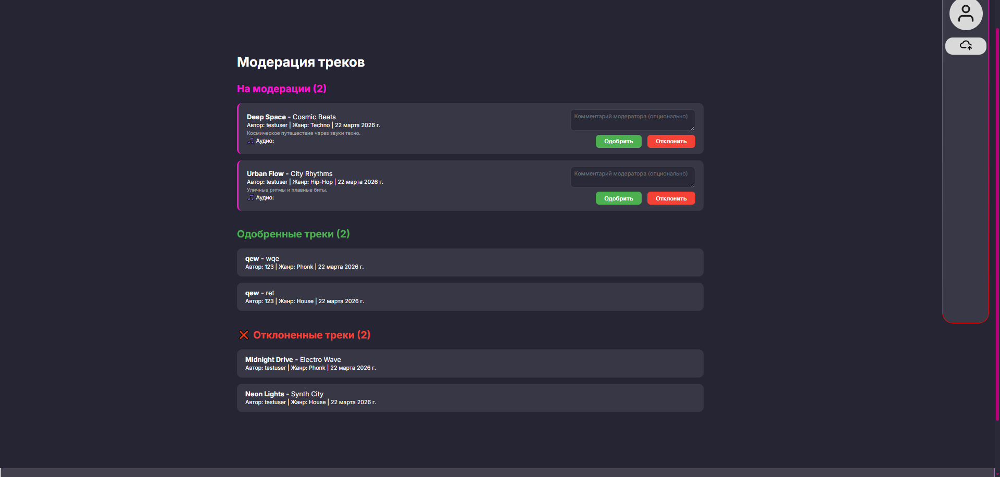 Модерация треков
На модерации (2)
Deep Space - Cosmic Beats
Автор: testuser | Жанр: Techno | 22 марта 2026 г.
Космическое путешествие через звуки техно.
🎵 Аудио:
Комментарий модератора (опционально)
Одобрить
Отклонить
Urban Flow - City Rhythms
Автор: testuser | Жанр: Hip-Hop | 22 марта 2026 г.
Уличные ритмы и плавные биты.
🎵 Аудио:
Комментарий модератора (опционально)
Одобрить
Отклонить
Одобренные треки (2)
qew - wqe
Автор: 123 | Жанр: Phonk | 22 марта 2026 г.
qew - ret
Автор: 123 | Жанр: House | 22 марта 2026 г.
❌ Отклоненные треки (2)
Midnight Drive - Electro Wave
Автор: testuser | Жанр: Phonk | 22 марта 2026 г.
Neon Lights - Synth City
Автор: testuser | Жанр: House | 22 марта 2026 г.